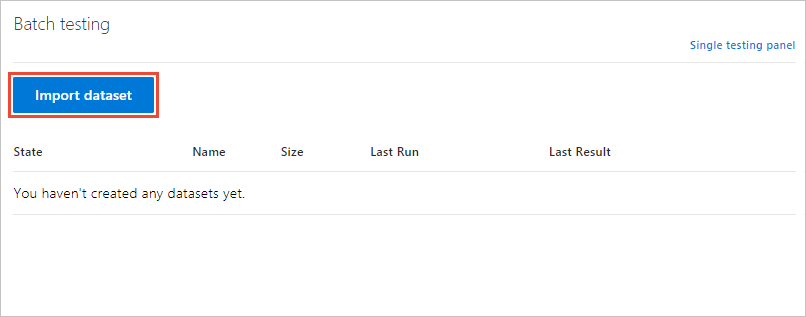 Batch testing
Single testing panel
Import dataset
State Name Size Last Run Last Result
You haven't created any datasets yet.